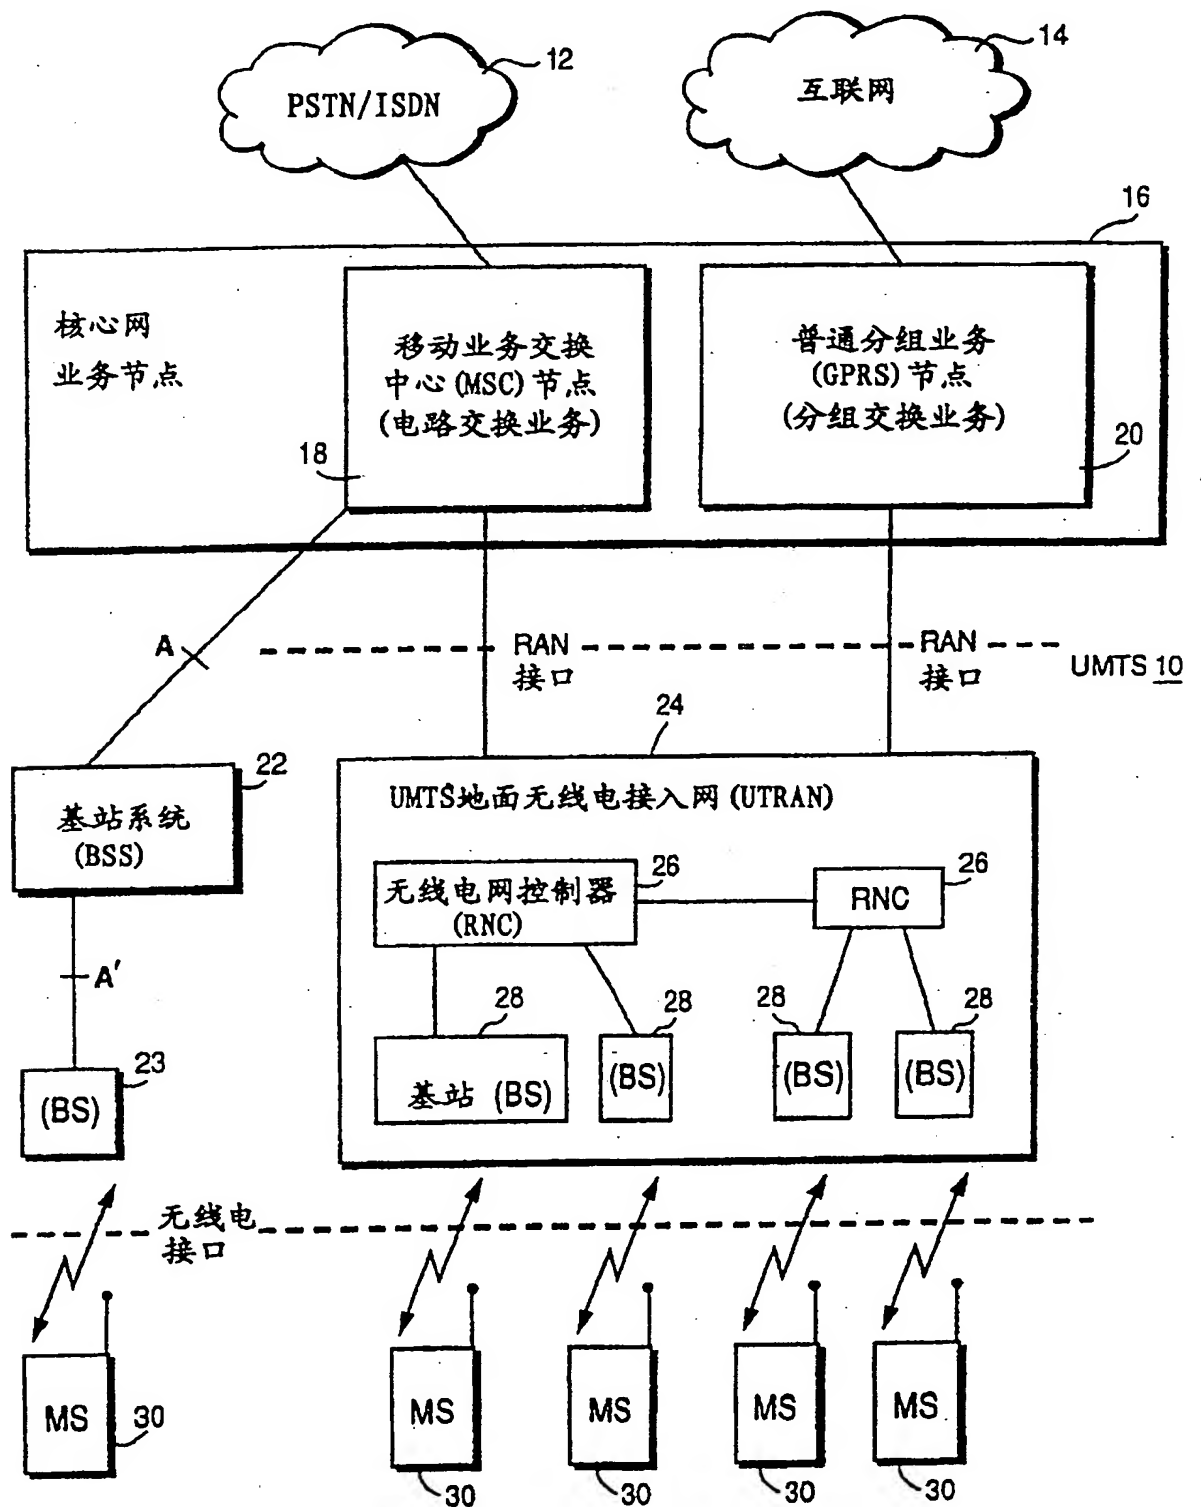 12
14
PSTN/ISDN
互联网
16
核心网
业务节点
移动业务交换
中心(MSC)节点
(电路交换业务)
普通分组业务
(GPRS)节点
(分组交换业务)
18
20
A
RAN
接口
RAN
接口
UMTS 10
24
22
基站系统
(BSS)
UMTS地面无线电接入网(UTRAN)
26
26
无线电网控制器
(RNC)
RNC
A'
28
28
28
28
23
(BS)
基站 (BS)
(BS)
(BS)
(BS)
无线电
接口
MS
MS
MS
MS
MS
30
30
30
30
30